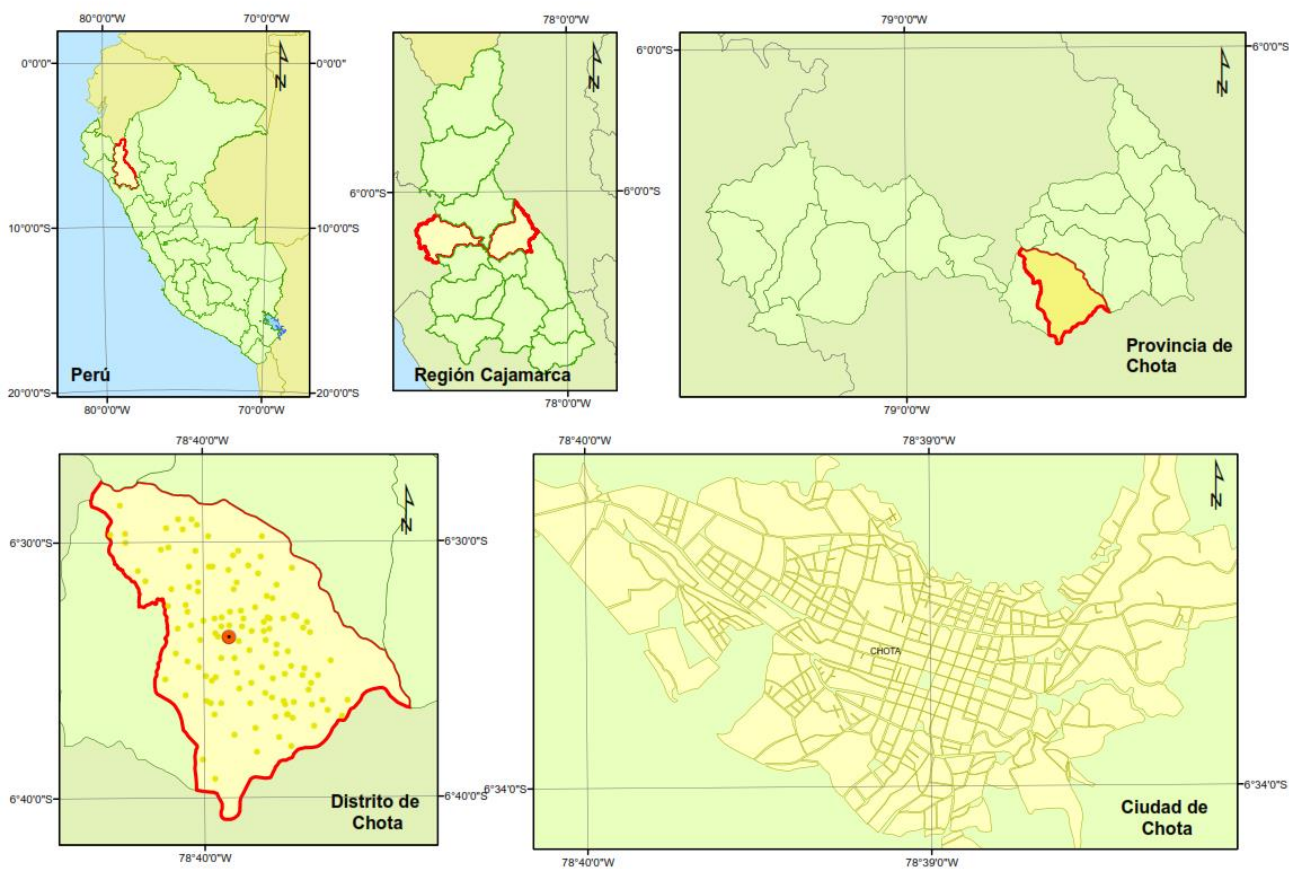 80°0'0"W 70°0'0"W
0°0'0" 0°0'0"
N
10°0'0"S 10°0'0"S
Perú
20°0'0"S 20°0'0"S
80°0'0"W 70°0'0"W
78°0'0"W
N
6°0'0"S 6°0'0"S
Región Cajamarca
78°0'0"W
79°0'0"W
6°0'0"S 6°0'0"S
N
Provincia de
Chota
79°0'0"W
78°40'0"W
N
6°30'0"S 6°30'0"S
6°40'0"S 6°40'0"S
Distrito de
Chota
78°40'0"W
78°40'0"W 78°39'0"W
N
CHOTA
6°34'0"S 6°34'0"S
Ciudad de
Chota
78°40'0"W 78°39'0"W